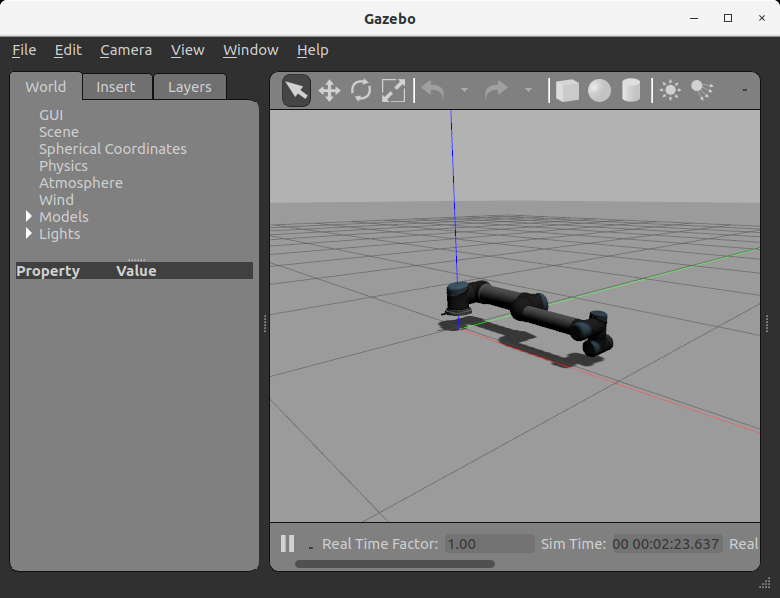 Gazebo
File Edit Camera View Window Help
World Insert Layers
GUI
Scene
Spherical Coordinates
Physics
Atmosphere
Wind
Models
Lights
Property Value
Real Time Factor: 1.00 Sim Time: 00 00:02:23.637 Real